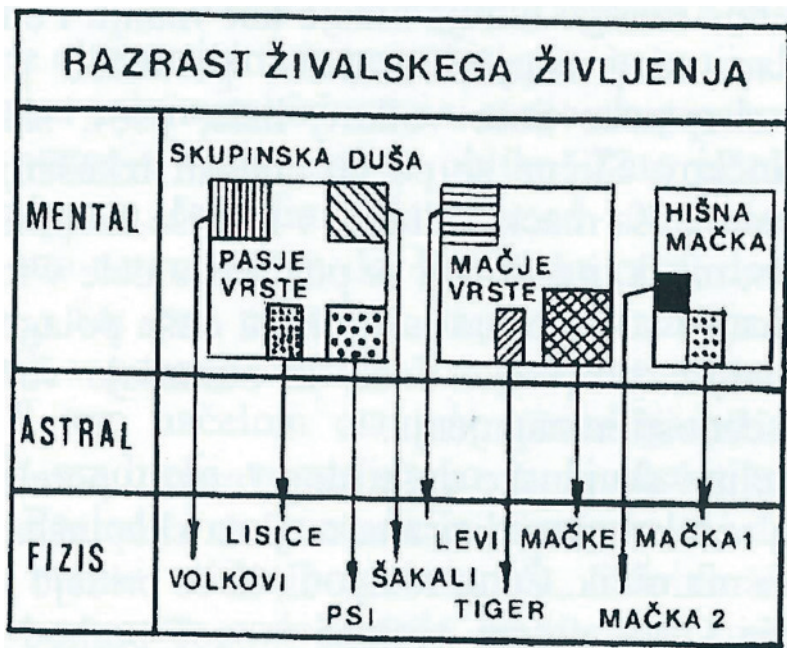 RAZRAST ŽIVALSKEGA ŽIVLJENJA
MENTAL
SKUPINSKA DUŠA
PASJE
VRSTE
MAČJE
VRSTE
HIŠNA
MAČKA
ASTRAL
FIZIS
LISICE
LEVI
MAČKE
MAČKA 1
VOLKOVI
ŠAKALI
PSI
TIGER
MAČKA 2